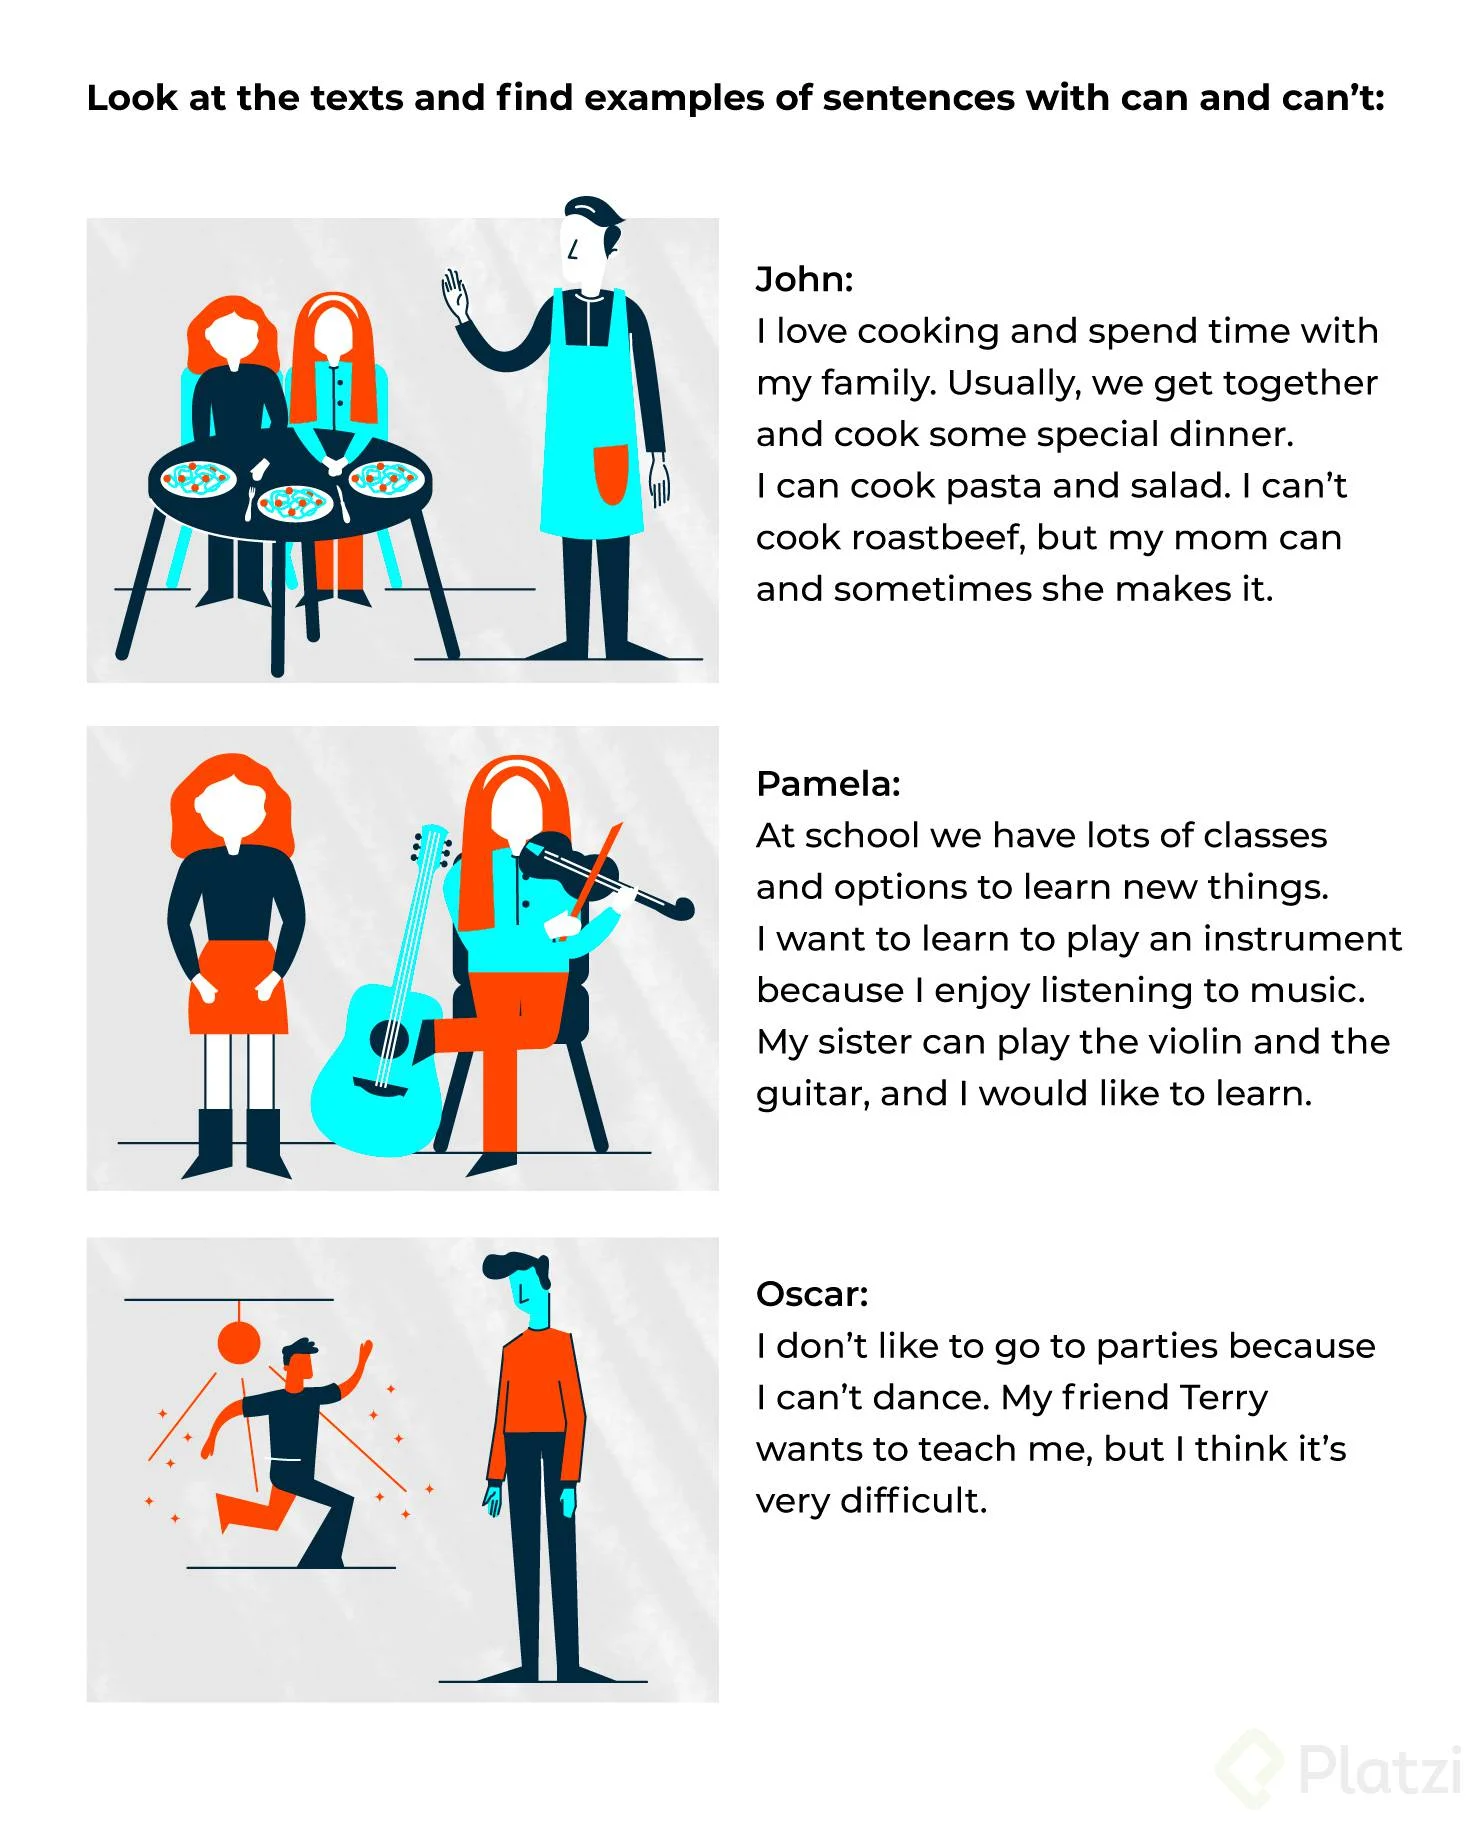 Look at the texts and find examples of sentences with can and can’t:
John:
I love cooking and spend time with
my family. Usually, we get together
and cook some special dinner.
I can cook pasta and salad. I can’t
cook roastbeef, but my mom can
and sometimes she makes it.
Pamela:
At school we have lots of classes
and options to learn new things.
I want to learn to play an instrument
because I enjoy listening to music.
My sister can play the violin and the
guitar, and I would like to learn.
Oscar:
I don’t like to go to parties because
I can’t dance. My friend Terry
wants to teach me, but I think it’s
very difficult.
Platzi